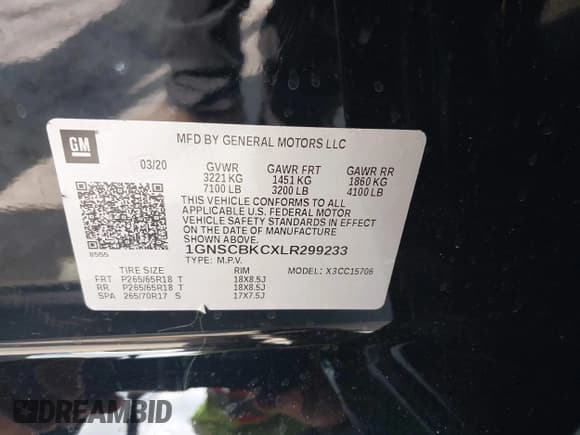 GM
MFD BY GENERAL MOTORS LLC
03/20 GVWR GAWR FRT GAWR RR
3221 KG 1451 KG 1860 KG
7100 LB 3200 LB 4100 LB
THIS VEHICLE CONFORMS TO ALL
APPLICABLE U.S. FEDERAL MOTOR
VEHICLE SAFETY STANDARDS IN EFFECT
ON THE DATE OF MANUFACTURE
SHOWN ABOVE.
1GNSCBKCXLR299233
8555
TYPE: M.P.V. MODEL: X3CC15706
TIRE SIZE RIM
FRT P265/65R18 T 18X8.5J
RR P265/65R18 T 18X8.5J
SPA 265/70R17 S 17X7.5J
DREAMBID